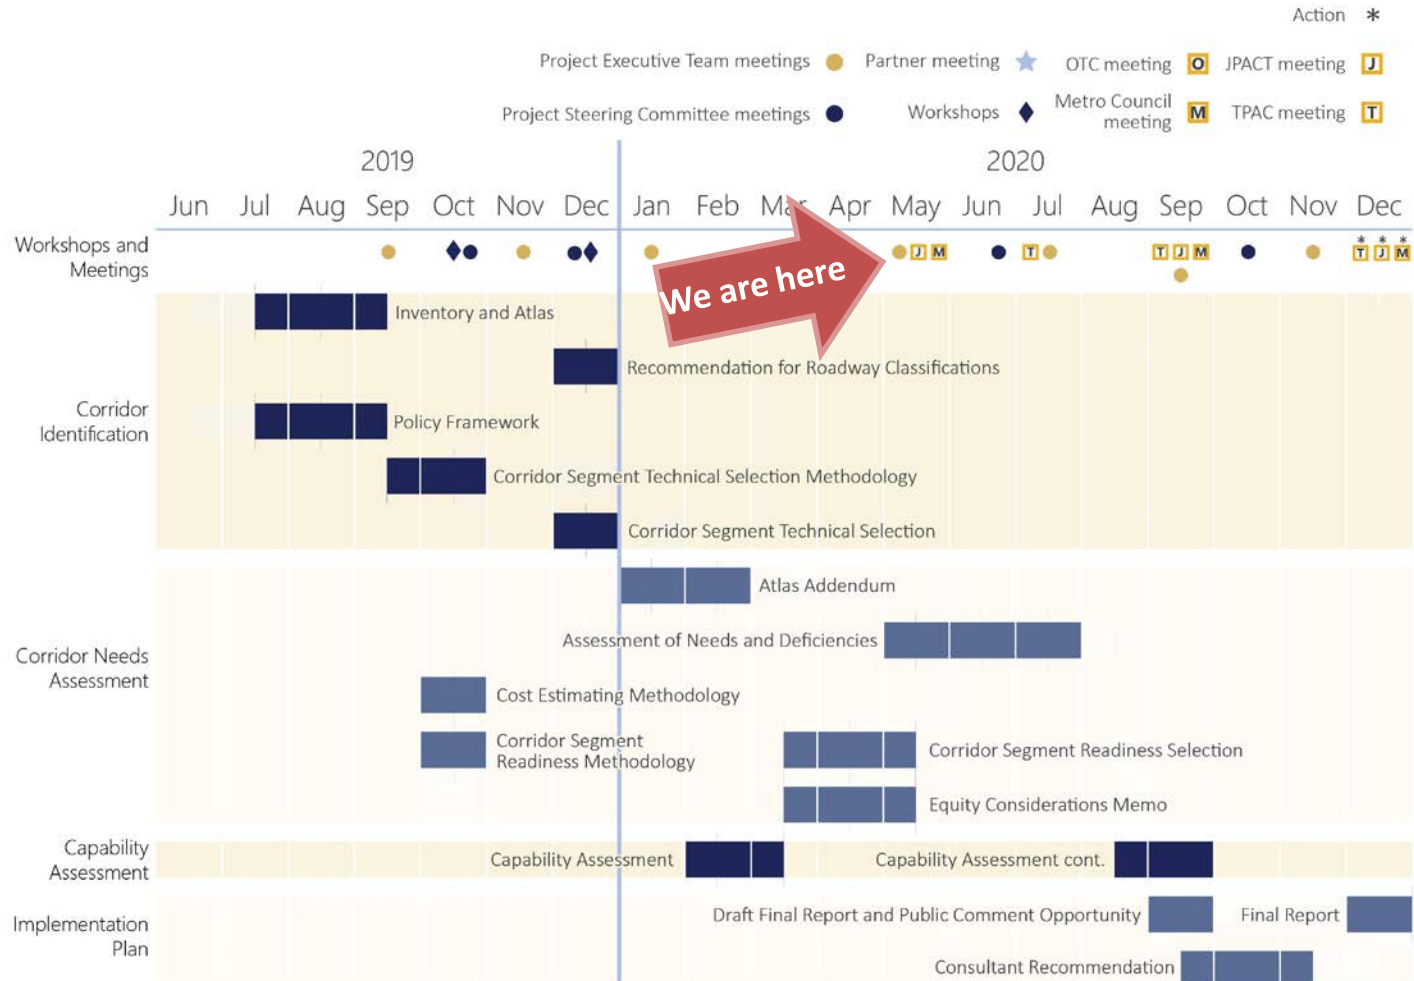 Action *
Project Executive Team meetings Partner meeting OTC meeting O JPACT meeting J
Project Steering Committee meetings Workshops Metro Council meeting M TPAC meeting T
2019 2020
Jun Jul Aug Sep Oct Nov Dec Jan Feb Mar Apr May Jun Jul Aug Sep Oct Nov Dec
Workshops and
Meetings
J M T T J M * * *
T J M
We are here
Inventory and Atlas
Recommendation for Roadway Classifications
Corridor
Identification
Policy Framework
Corridor Segment Technical Selection Methodology
Corridor Segment Technical Selection
Atlas Addendum
Assessment of Needs and Deficiencies
Corridor Needs
Assessment
Cost Estimating Methodology
Corridor Segment
Readiness Methodology
Corridor Segment Readiness Selection
Equity Considerations Memo
Capability
Assessment
Capability Assessment
Capability Assessment cont.
Implementation
Plan
Draft Final Report and Public Comment Opportunity
Final Report
Consultant Recommendation